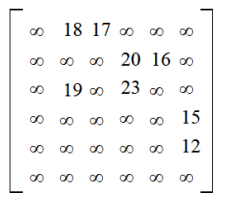 ∞ 18 17 ∞ ∞ ∞
∞ ∞ ∞ 20 16 ∞
∞ 19 ∞ 23 ∞ ∞
∞ ∞ ∞ ∞ ∞ 15
∞ ∞ ∞ ∞ ∞ 12
∞ ∞ ∞ ∞ ∞ ∞